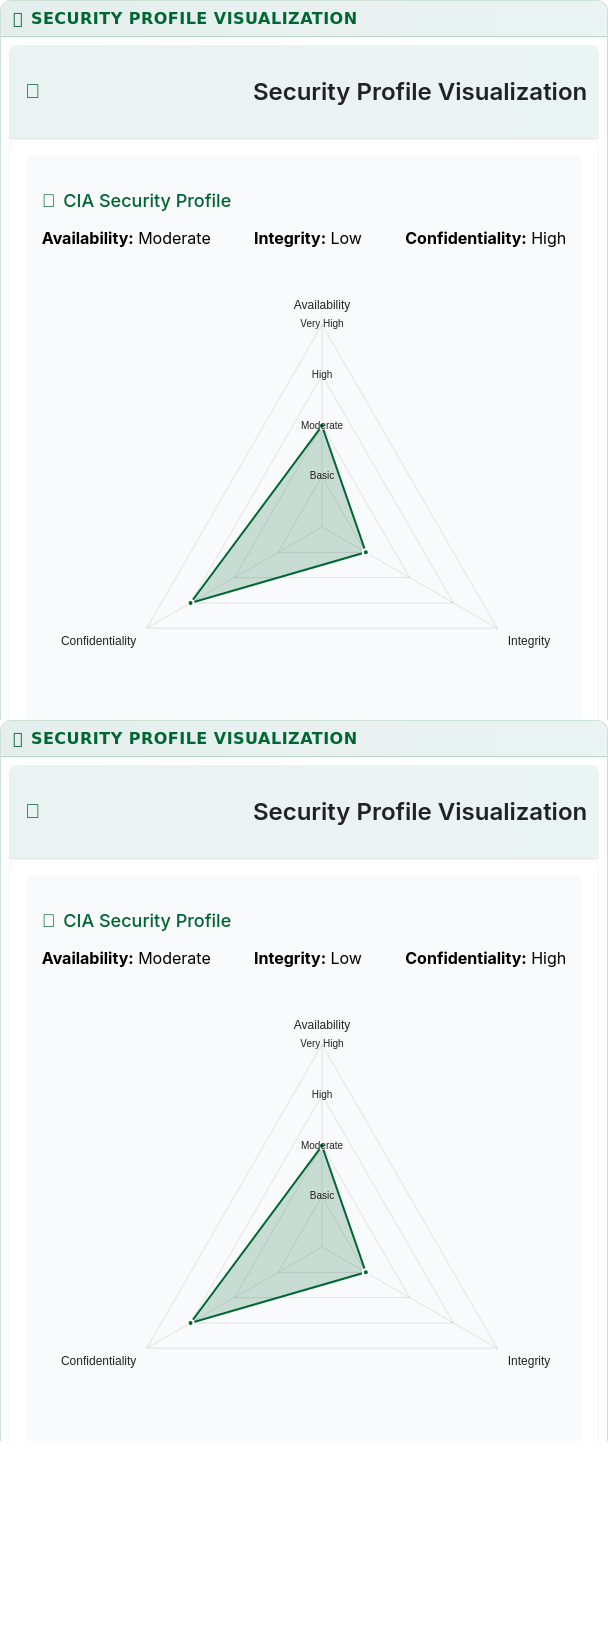 SECURITY PROFILE VISUALIZATION
Security Profile Visualization
CIA Security Profile
Availability: Moderate Integrity: Low Confidentiality: High
Availability
Very High
High
Moderate
Basic
Confidentiality Integrity
SECURITY PROFILE VISUALIZATION
Security Profile Visualization
CIA Security Profile
Availability: Moderate Integrity: Low Confidentiality: High
Availability
Very High
High
Moderate
Basic
Confidentiality Integrity